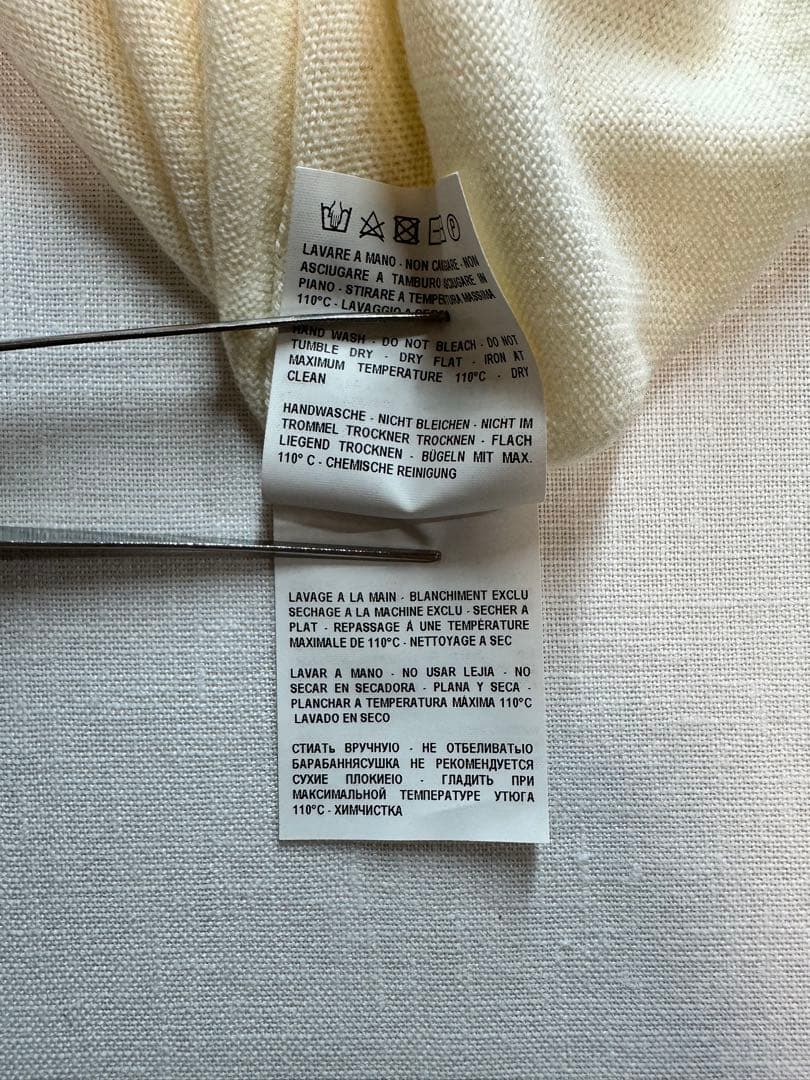 P
LAVARE A MANO - NON CANDEGGIARE - NON
ASCIUGARE A TAMBURO ASCIUGARE IN
PIANO - STIRARE A TEMPERATURA MASSIMA
110°C - LAVAGGIO A SECCO
HAND WASH - DO NOT BLEACH - DO NOT
TUMBLE DRY - DRY FLAT - IRON AT
MAXIMUM TEMPERATURE 110°C - DRY
CLEAN
HANDWASCHE - NICHT BLEICHEN - NICHT IM
TROMMEL TROCKNER TROCKNEN - FLACH
LIEGEND TROCKNEN - BÜGELN MIT MAX.
110° C - CHEMISCHE REINIGUNG
LAVAGE A LA MAIN - BLANCHIMENT EXCLU
SECHAGE A LA MACHINE EXCLU - SECHER A
PLAT - REPASSAGE Á UNE TEMPÈRATURE
MAXIMALE DE 110°C - NETTOYAGE A SEC
LAVAR A MANO - NO USAR LEJIA - NO
SECAR EN SECADORA - PLANA Y SECA -
PLANCHAR A TEMPERATURA MÀXIMA 110°C
LAVADO EN SECO
СТИАТЬ ВРУЧНУЮ - НЕ ОТБЕЛИВАТЬIO
БАРАБАННЯСУШКА НЕ РЕКОМЕНДУЕТСЯ
СУХИЕ ПЛОКИЕIO - ГЛАДИТЬ ПРИ
МАКСИМАЛЬНОЙ ТЕМПЕРАТУРЕ УТЮГА
110°C - ХИМЧИСТКА